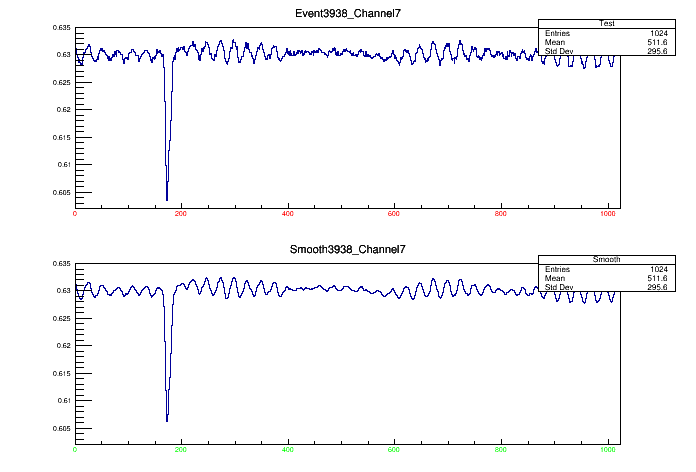 Event3938_Channel7
Test
Entries 1024
Mean 511.6
Std Dev 295.6
0.635
0.63
0.625
0.62
0.615
0.61
0.605
0 200 400 600 800 1000
Smooth3938_Channel7
Smooth
Entries 1024
Mean 511.6
Std Dev 295.6
0.635
0.63
0.625
0.62
0.615
0.61
0.605
0 200 400 600 800 1000